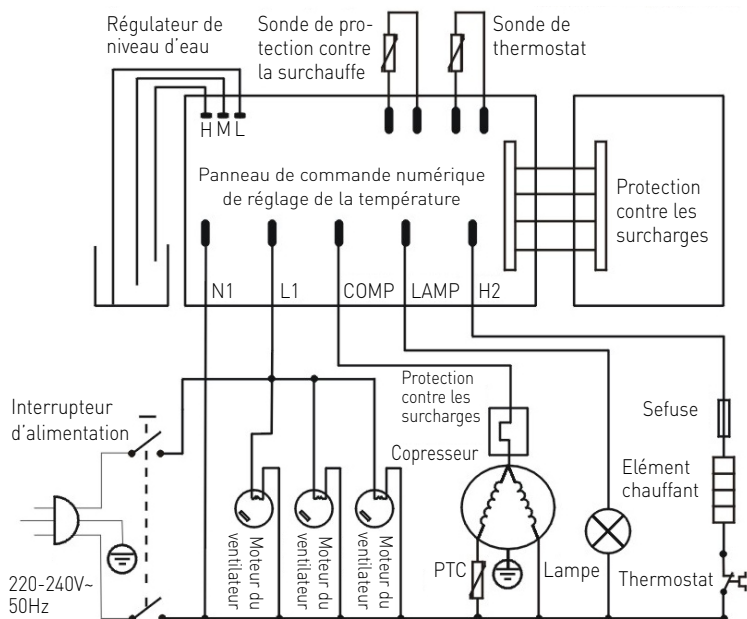 Régulateur de
niveau d'eau
Sonde de pro-
tection contre
la surchauffe
Sonde de
thermostat
H M L
Panneau de commande numérique
de réglage de la température
Protection
contre les
surcharges
N1
L1
COMP
LAMP
H2
Interrupteur
d'alimentation
Protection
contre les
surcharges
Copresseur
Sefuse
Elément
chauffant
Moteur du
ventilateur
Moteur du
ventilateur
Moteur du
ventilateur
PTC
Lampe
Thermostat
220-240V~
50Hz